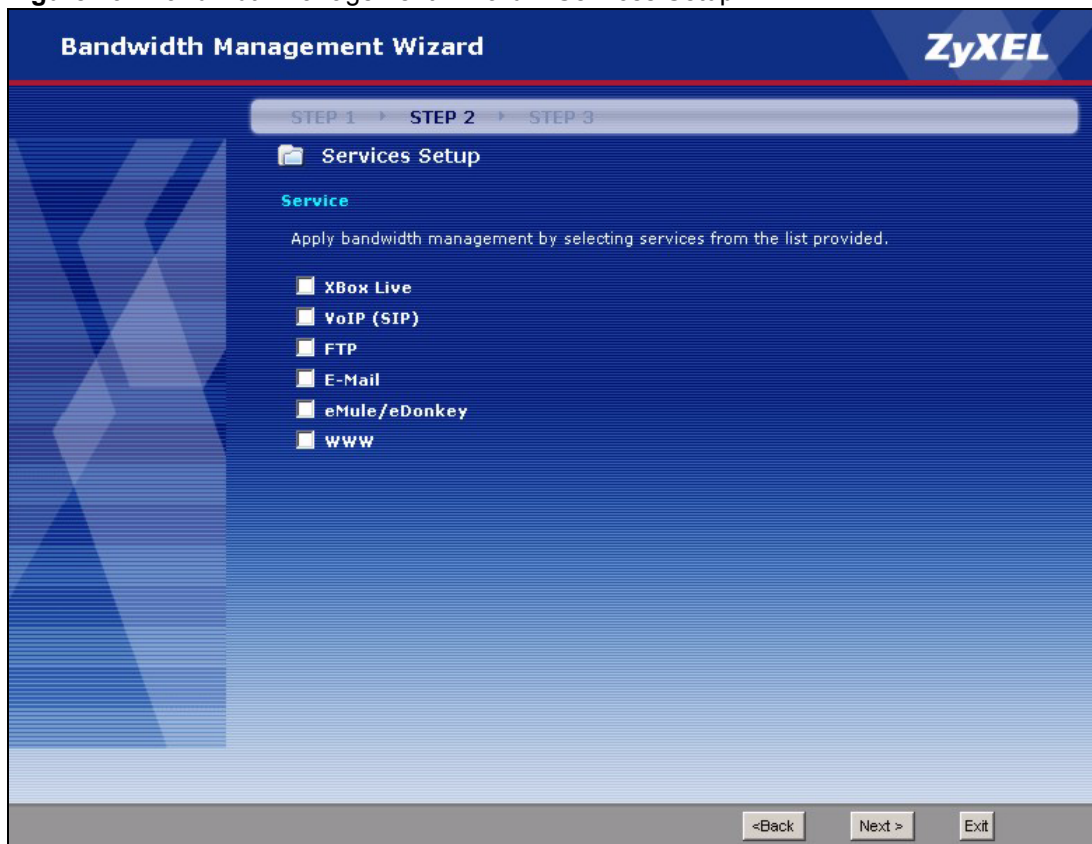 Bandwidth Management Wizard
ZyXEL
STEP 1 STEP 2 STEP 3
Services Setup
Service
Apply bandwidth management by selecting services from the list provided.
XBox Live
VoIP (SIP)
FTP
E-Mail
eMule/eDonkey
WWW
<Back Next > Exit